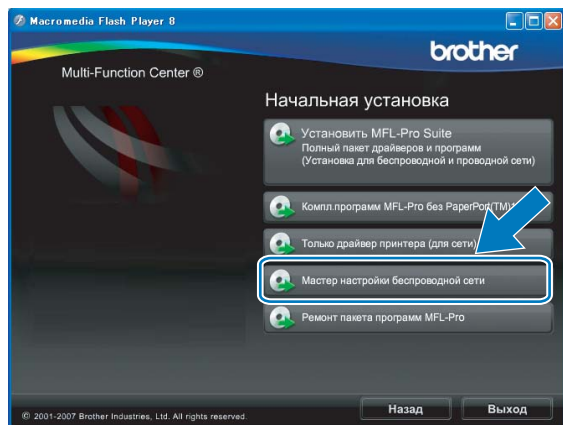 Macromedia Flash Player 8
brother
Multi-Function Center ®
Начальная установка
Установить MFL-Pro Suite
Полный пакет драйверов и программ
(Установка для беспроводной и проводной сети)
Компл.программ MFL-Pro без PaperPort(TM)
Только драйвер принтера (для сети)
Мастер настройки беспроводной сети
Ремонт пакета программ MFL-Pro
Назад
Выход
© 2001-2007 Brother Industries, Ltd. All rights reserved.